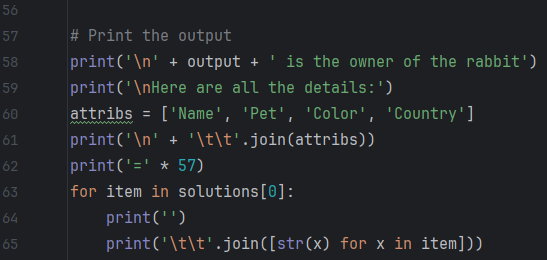 56
57 # Print the output
58 print('\n' + output + ' is the owner of the rabbit')
59 print('\nHere are all the details:')
60 attribs = ['Name', 'Pet', 'Color', 'Country']
61 print('\n' + '\t\t'.join(attribs))
62 print('=' * 57)
63 for item in solutions[0]:
64     print('')
65     print('\t\t'.join([str(x) for x in item]))